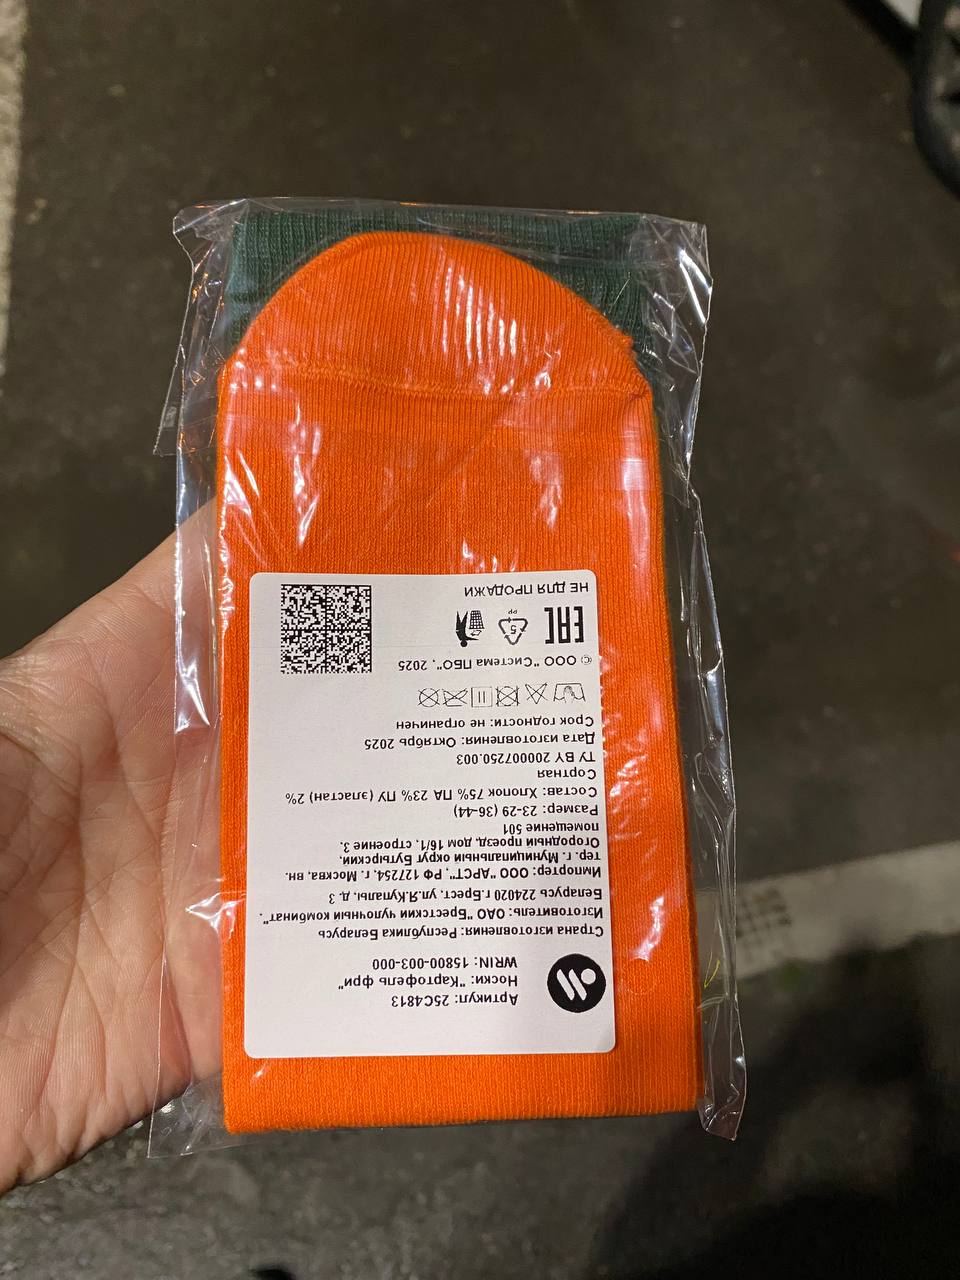 Артикул: 25С4813
Носки: "Картофель фри"
WRIN: 15800-003-000
Страна изготовления: Республика Беларусь
Изготовитель: ОАО "Брестский чулочный комбинат",
Беларусь 224020 г.Брест, ул.Я.Купалы, д. 3
Импортер: ООО "АРСТ", РФ 127254, г. Москва, вн.
тер. г. Муниципальный округ Бутырский,
Огородный проезд, дом 16/1, строение 3,
помещение 501
Размер: 23-29 (36-44)
Состав: Хлопок 75% ПА 23% ПУ (эластан) 2%
Сортная
ТУ BY 200007250.003
Дата изготовления: Октябрь 2025
Срок годности: не ограничен
© ООО "Система ПБО", 2025
EAC
5
PP
НЕ ДЛЯ ПРОДАЖИ